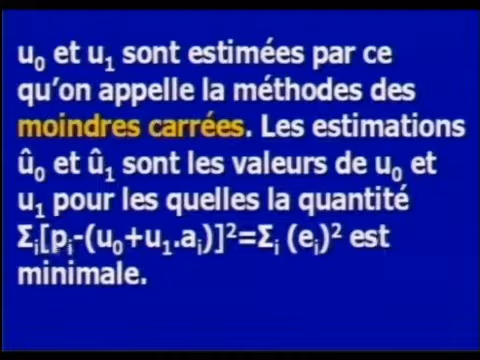 u₀ et u₁ sont estimées par ce
qu'on appelle la méthodes des
moindres carrées. Les estimations
û₀ et û₁ sont les valeurs de u₀ et
u₁ pour les quelles la quantité
Σᵢ[pᵢ-(u₀+u₁.aᵢ)]²=Σᵢ (eᵢ)² est
minimale.